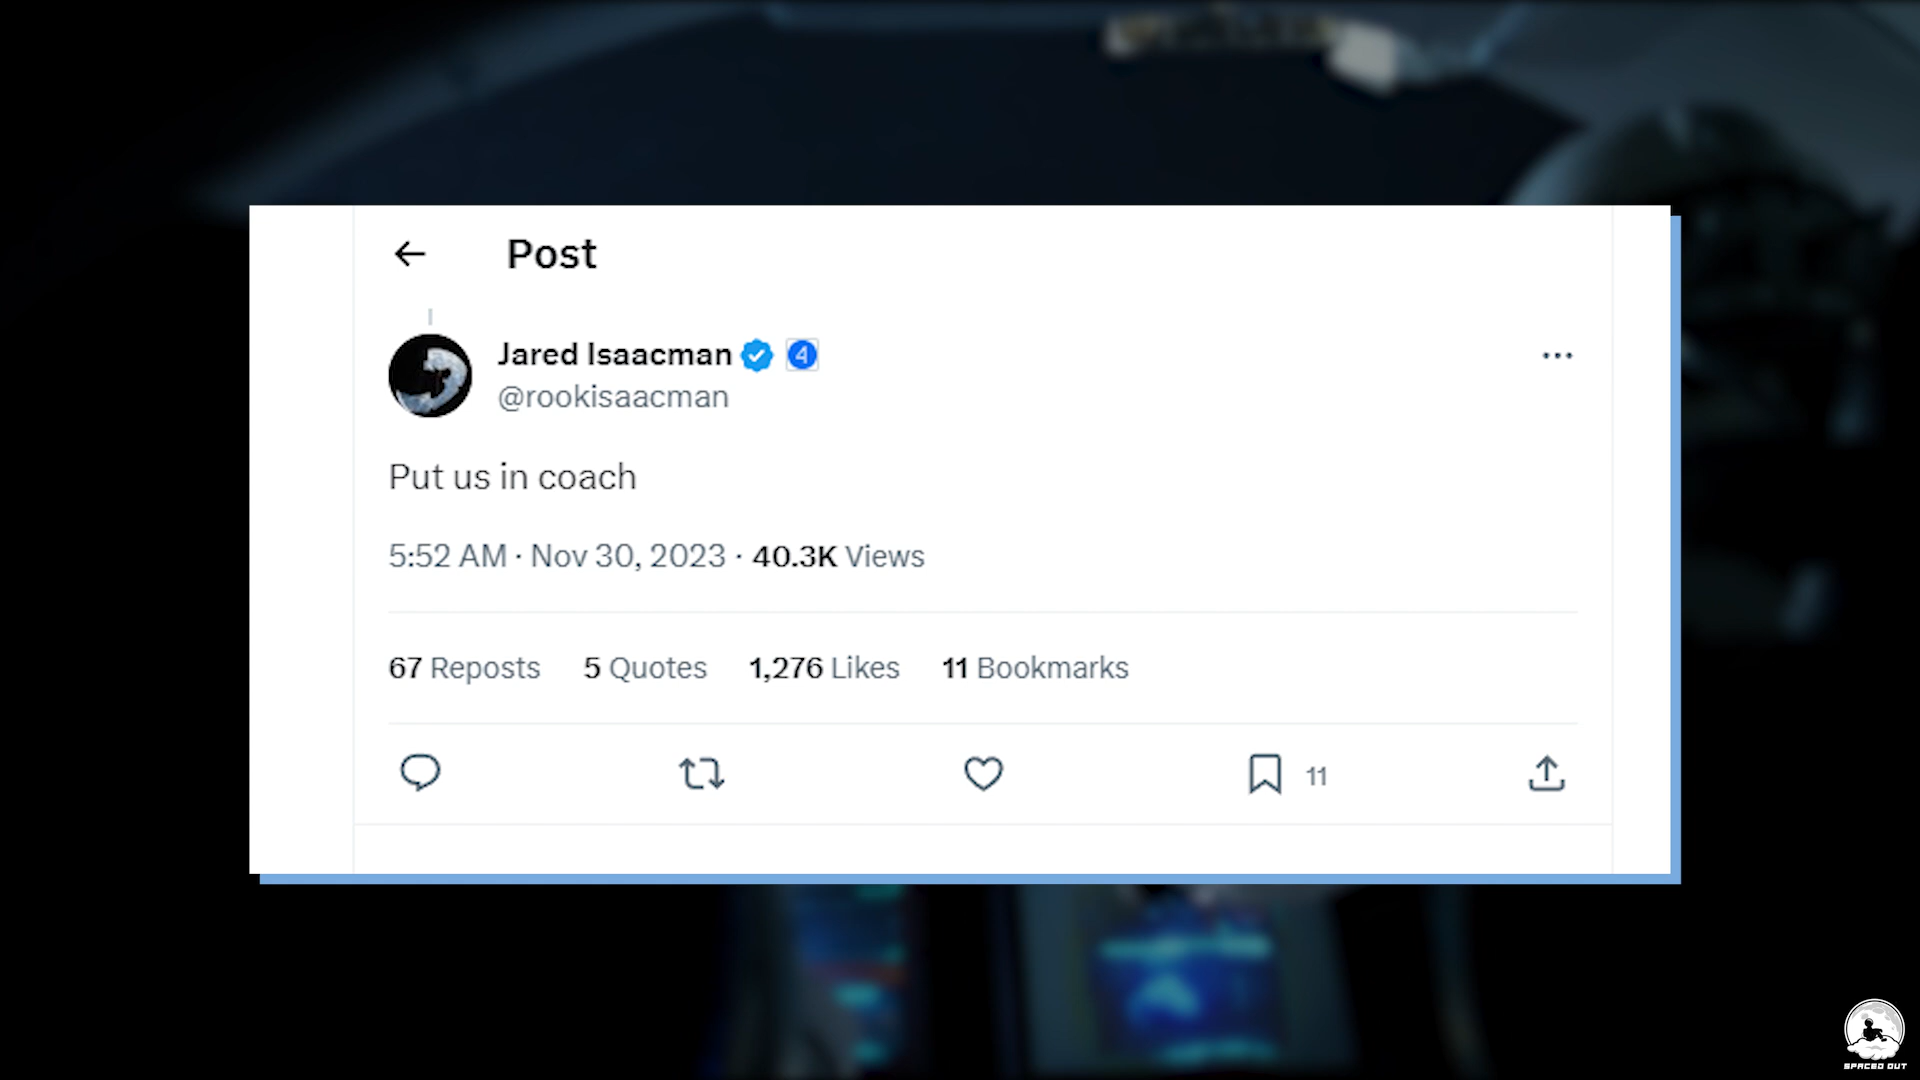 Post
Jared Isaacman 4
@rookisaacman
Put us in coach
5:52 AM · Nov 30, 2023 · 40.3K Views
67 Reposts 5 Quotes 1,276 Likes 11 Bookmarks
11
SPACED OUT